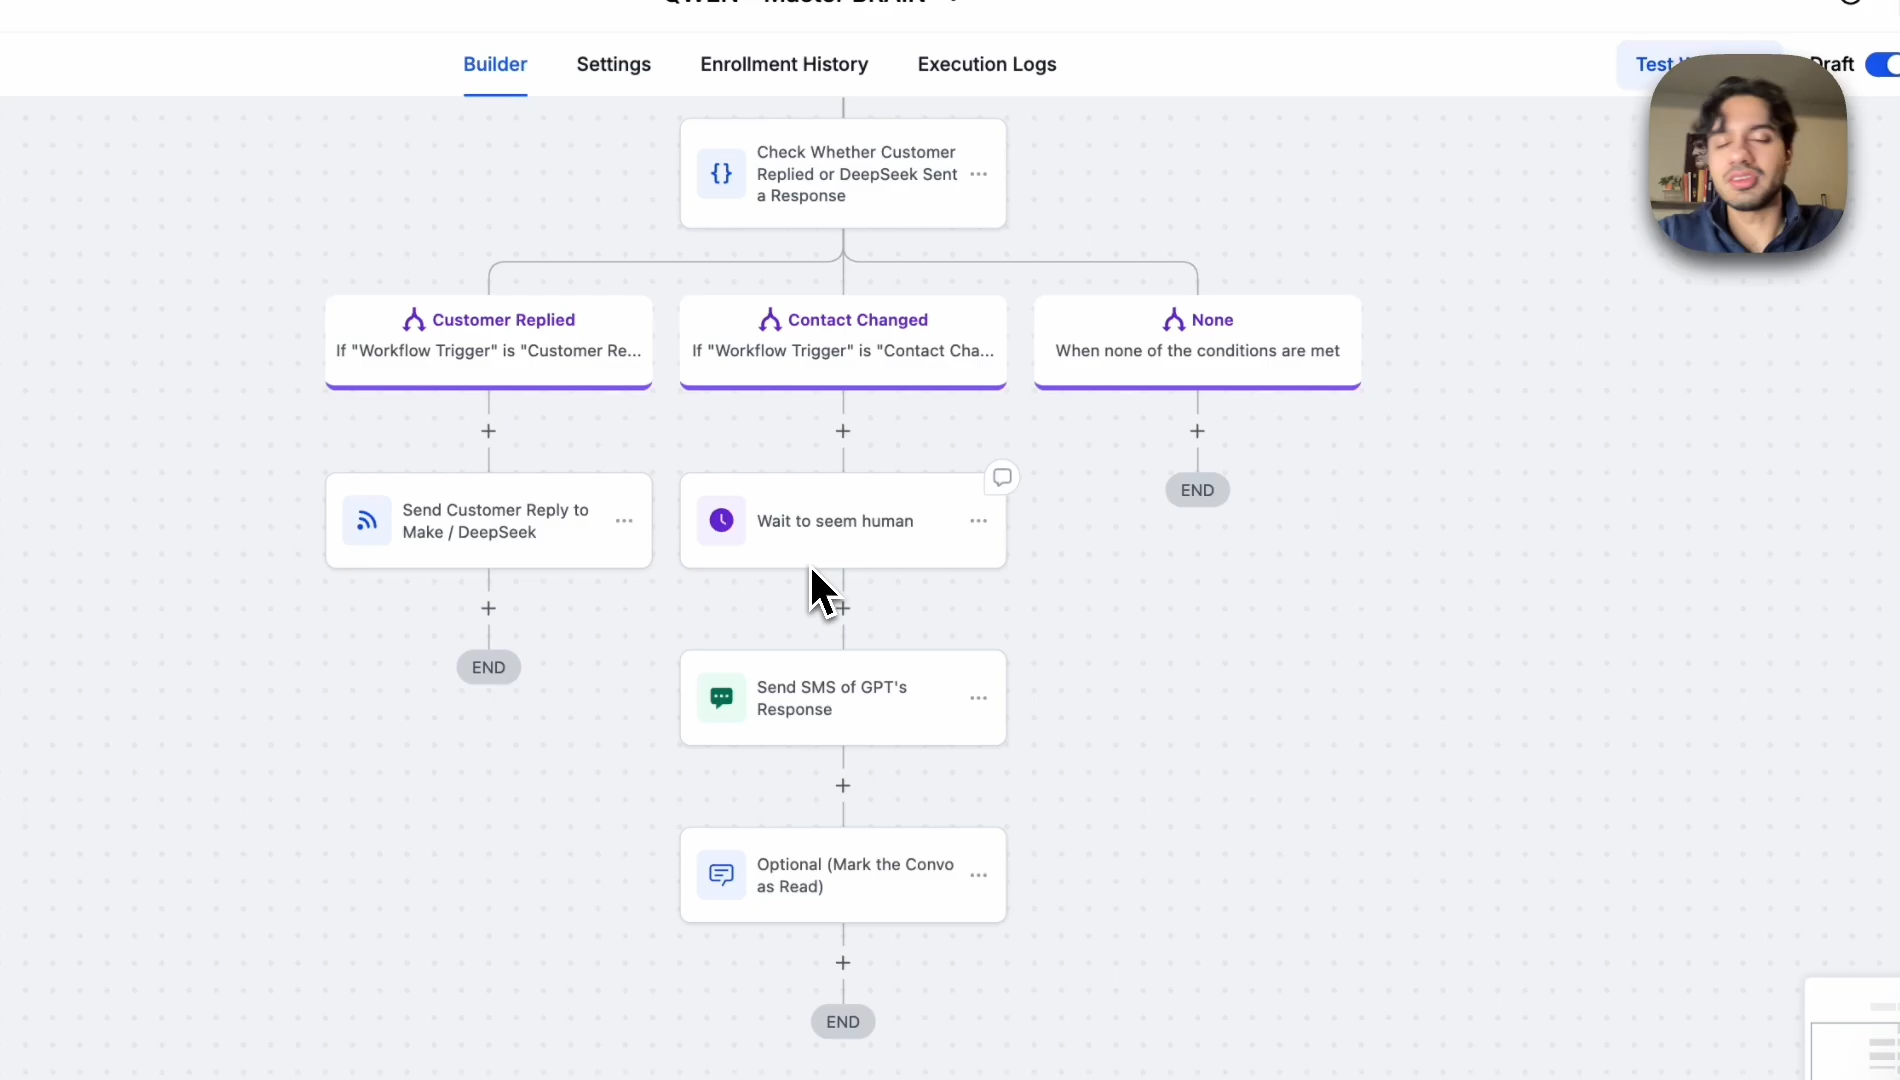 Builder
Settings
Enrollment History
Execution Logs
Test
Draft
Check Whether Customer
Replied or DeepSeek Sent
a Response
Customer Replied
If "Workflow Trigger" is "Customer Re...
Contact Changed
If "Workflow Trigger" is "Contact Cha...
None
When none of the conditions are met
Send Customer Reply to
Make / DeepSeek
Wait to seem human
END
END
Send SMS of GPT's
Response
Optional (Mark the Convo
as Read)
END